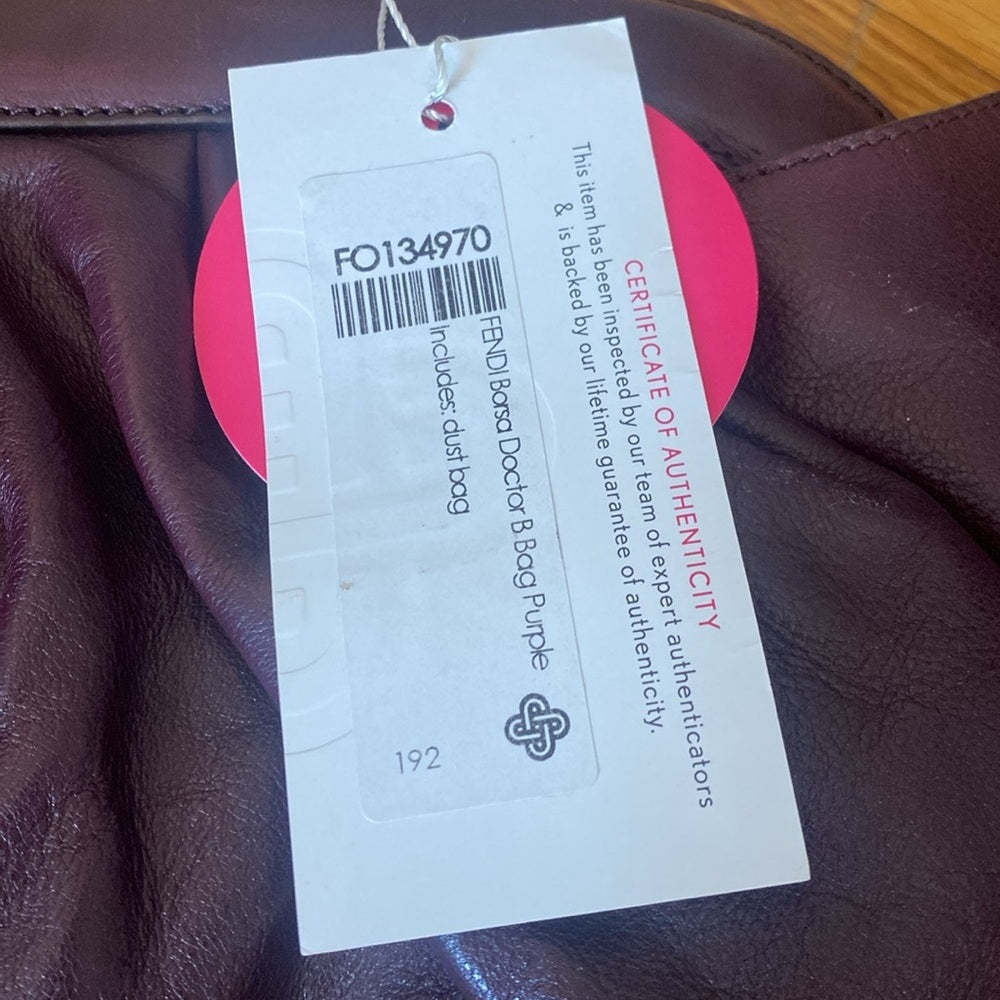 CERTIFICATE OF AUTHENTICITY
This item has been inspected by our team of expert authenticators
& is backed by our lifetime guarantee of authenticity.
FO134970
FENDI Borsa Doctor B. Bag Purple
Includes: dust bag
192